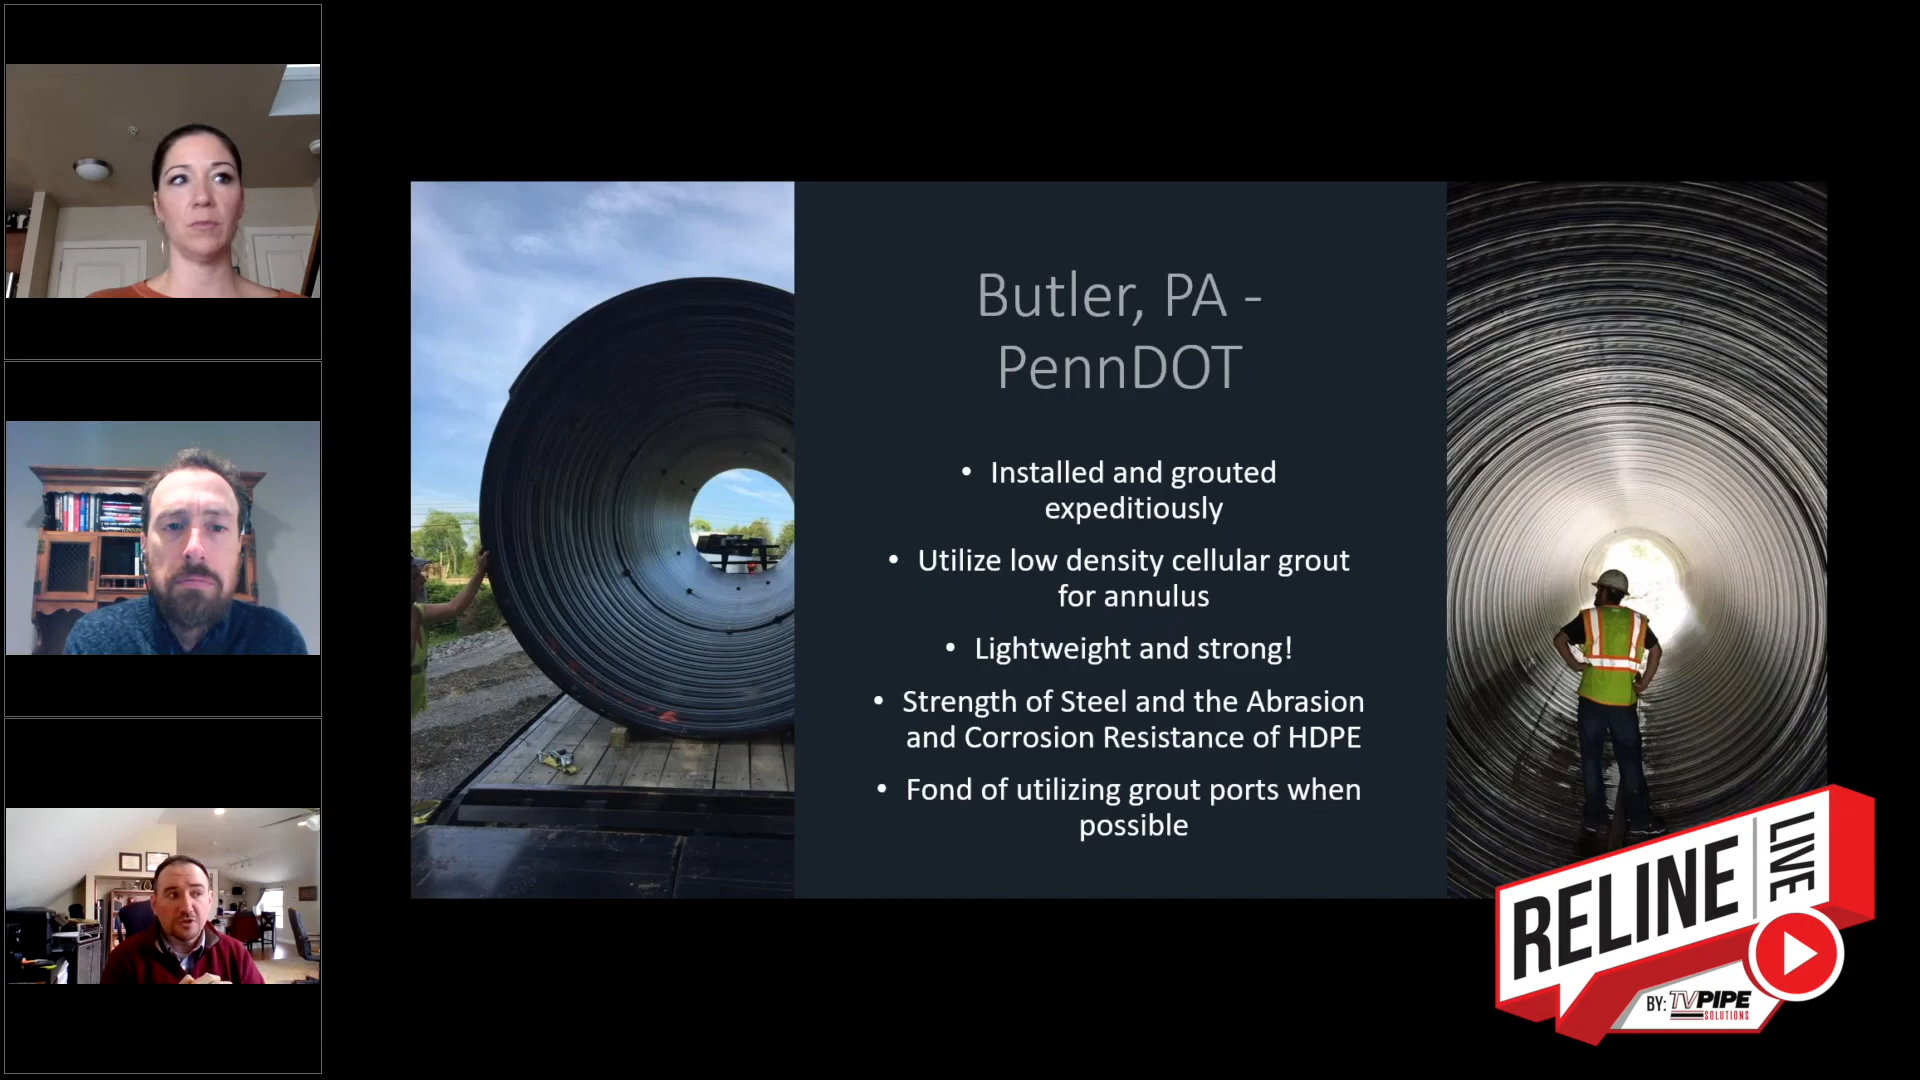 Butler, PA -
PennDOT
• Installed and grouted
expeditiously
• Utilize low density cellular grout
for annulus
• Lightweight and strong!
• Strength of Steel and the Abrasion
and Corrosion Resistance of HDPE
• Fond of utilizing grout ports when
possible
RELINE LIVE
BY: TVPIPE
SOLUTIONS